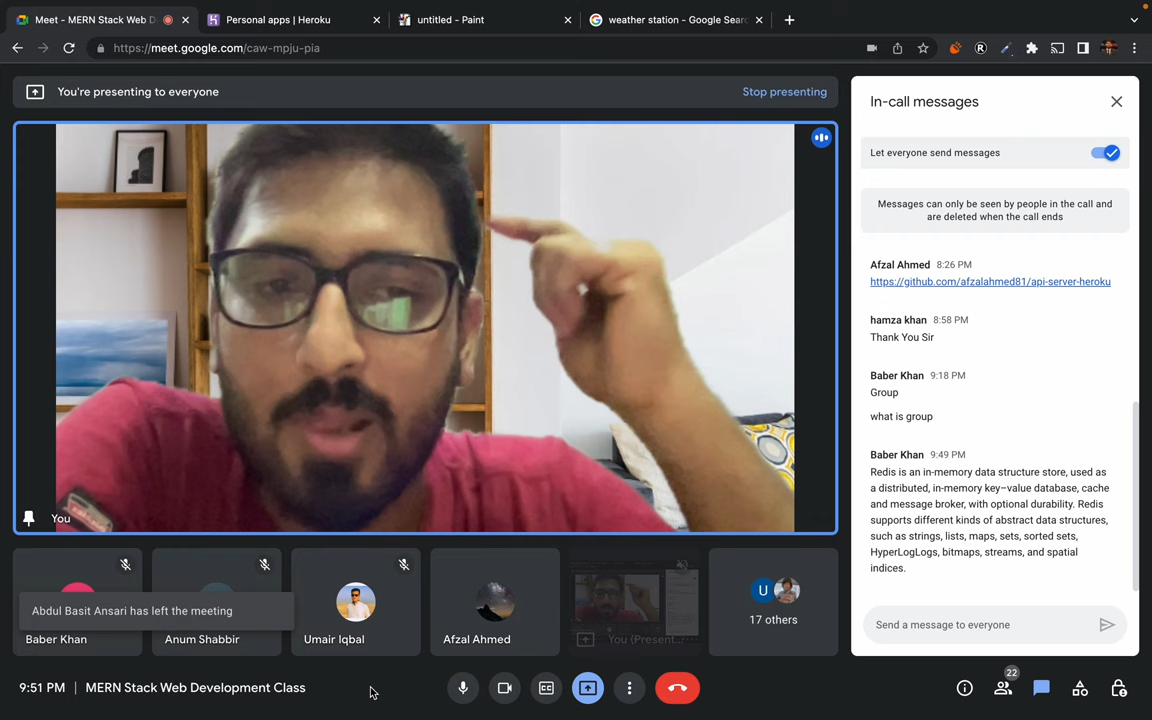 Meet - MERN Stack Web D
Personal apps | Heroku
untitled - Paint
weather station - Google Sear
https://meet.google.com/caw-mpju-pia
You're presenting to everyone
Stop presenting
You
Abdul Basit Ansari has left the meeting
Baber Khan
Anum Shabbir
Umair Iqbal
Afzal Ahmed
You (Present...
U
17 others
9:51 PM | MERN Stack Web Development Class
CC
22
In-call messages
Let everyone send messages
Messages can only be seen by people in the call and
are deleted when the call ends
Afzal Ahmed 8:26 PM
https://github.com/afzalahmed81/api-server-heroku
hamza khan 8:58 PM
Thank You Sir
Baber Khan 9:18 PM
Group
what is group
Baber Khan 9:49 PM
Redis is an in-memory data structure store, used as
a distributed, in-memory key–value database, cache
and message broker, with optional durability. Redis
supports different kinds of abstract data structures,
such as strings, lists, maps, sets, sorted sets,
HyperLogLogs, bitmaps, streams, and spatial
indices.
Send a message to everyone